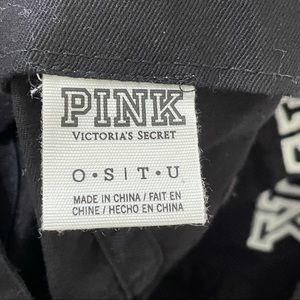 PINK
VICTORIA'S SECRET
O•S | T•U
MADE IN CHINA / FAIT EN
CHINE / HECHO EN CHINA